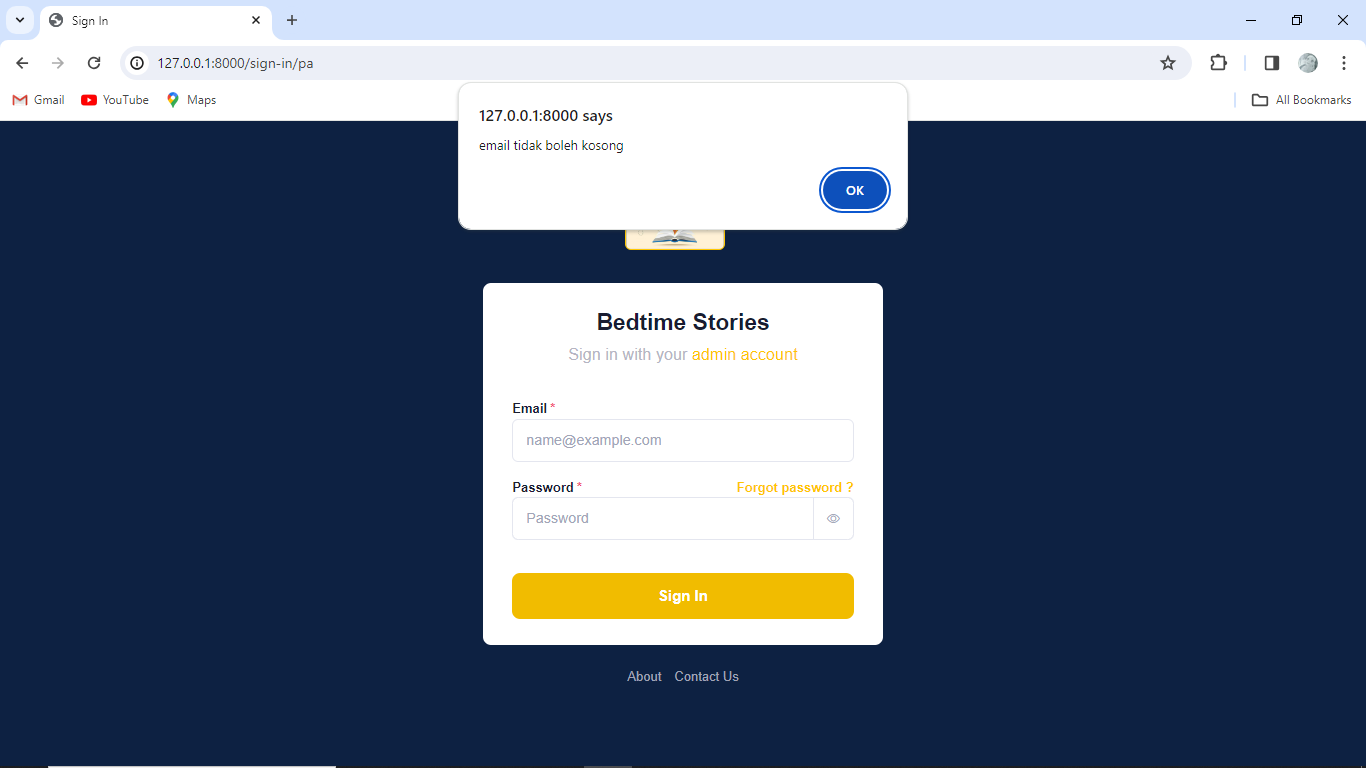 Sign In
127.0.0.1:8000/sign-in/pa
Gmail YouTube Maps All Bookmarks
127.0.0.1:8000 says
email tidak boleh kosong
OK
Bedtime Stories
Sign in with your admin account
Email *
name@example.com
Password * Forgot password ?
Password
Sign In
About Contact Us